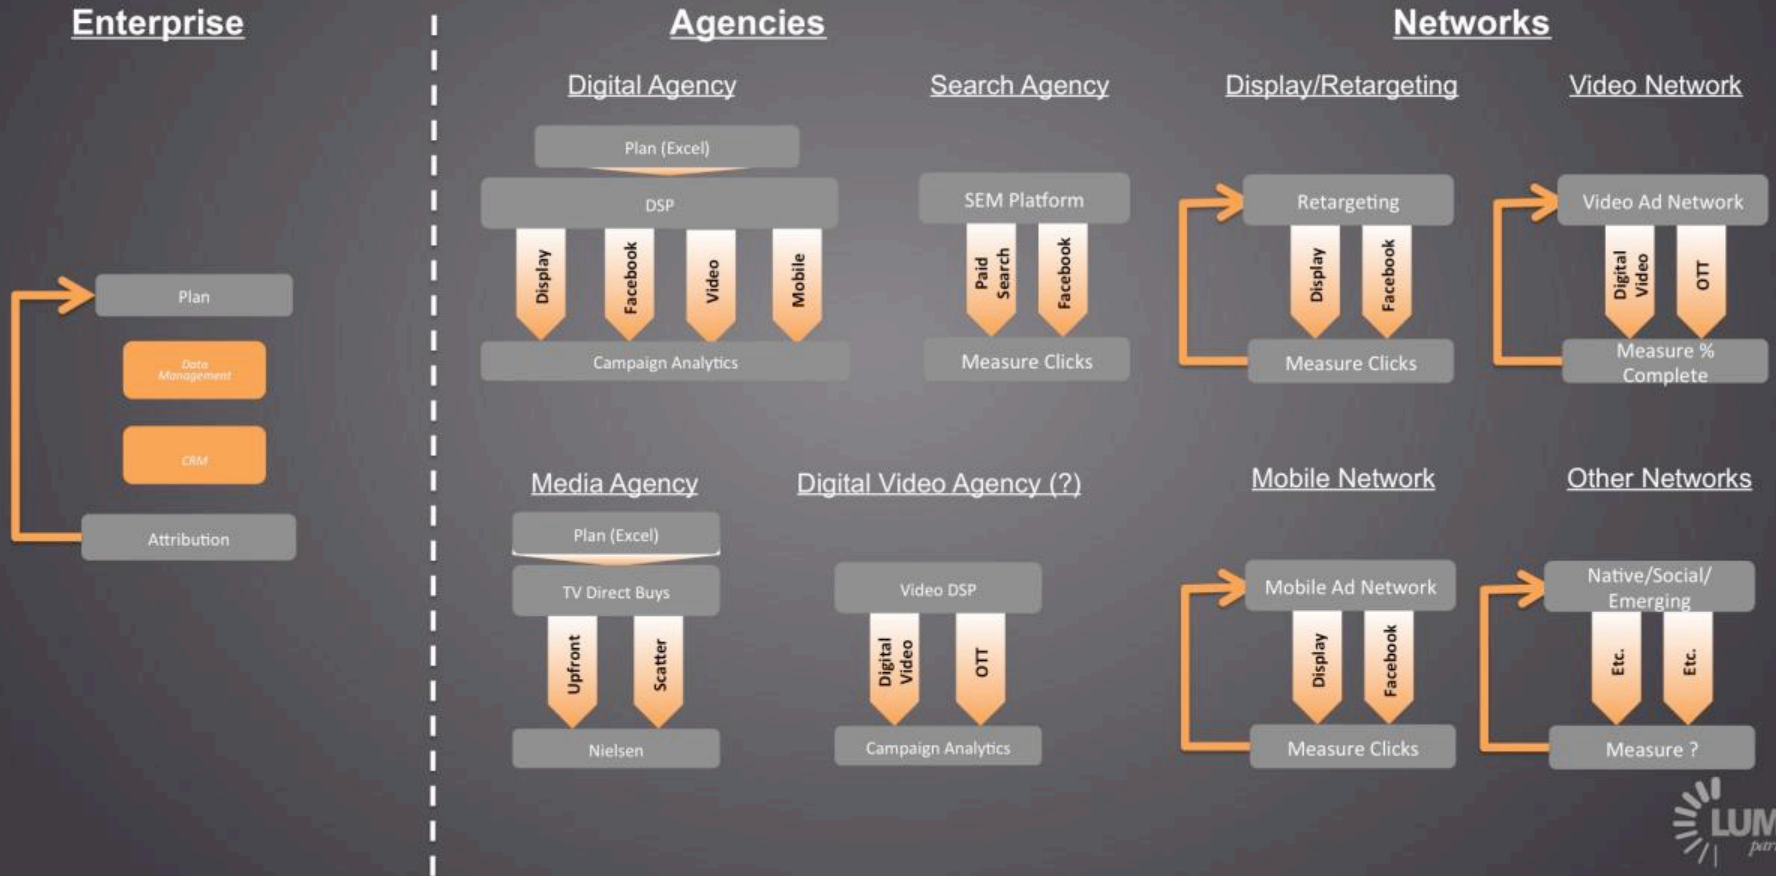 Enterprise
Plan
Data
Management
CRM
Attribution
Agencies
Digital Agency
Plan (Excel)
DSP
Display
Facebook
Video
Mobile
Campaign Analytics
Search Agency
SEM Platform
Paid
Search
Facebook
Measure Clicks
Media Agency
Plan (Excel)
TV Direct Buys
Upfront
Scatter
Nielsen
Digital Video Agency (?)
Video DSP
Digital
Video
OTT
Campaign Analytics
Networks
Display/Retargeting
Retargeting
Display
Facebook
Measure Clicks
Video Network
Video Ad Network
Digital
Video
OTT
Measure %
Complete
Mobile Network
Mobile Ad Network
Display
Facebook
Measure Clicks
Other Networks
Native/Social/
Emerging
Etc.
Etc.
Measure ?